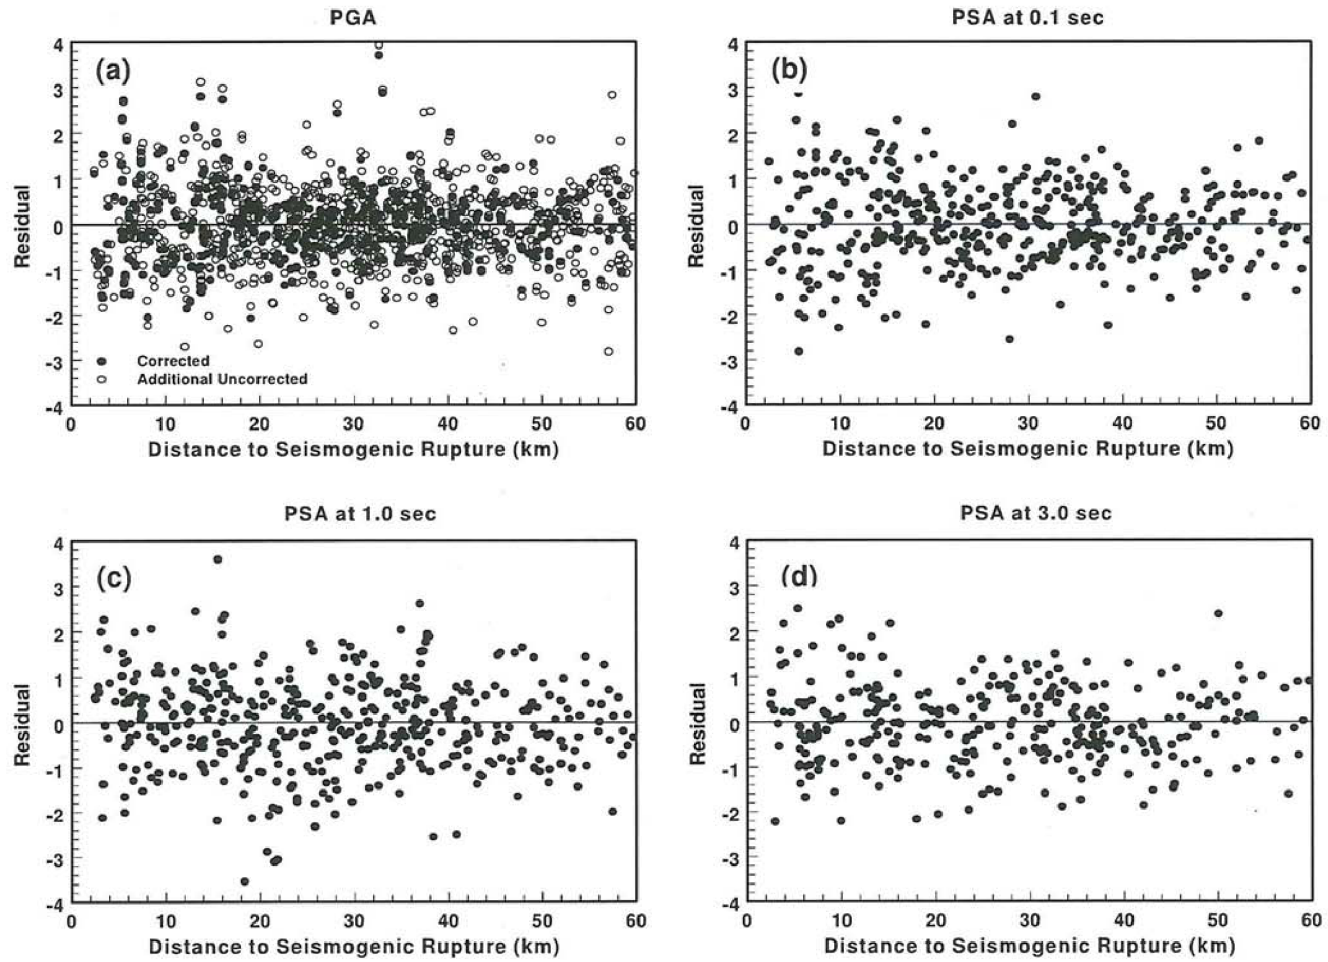 PGA
4
3
2
1
0
-1
-2
-3
-4
Residual
(a)
Corrected
Additional Uncorrected
0 10 20 30 40 50 60
Distance to Seismogenic Rupture (km)
PSA at 0.1 sec
4
3
2
1
0
-1
-2
-3
-4
Residual
(b)
0 10 20 30 40 50 60
Distance to Seismogenic Rupture (km)
PSA at 1.0 sec
4
3
2
1
0
-1
-2
-3
-4
Residual
(c)
0 10 20 30 40 50 60
Distance to Seismogenic Rupture (km)
PSA at 3.0 sec
4
3
2
1
0
-1
-2
-3
-4
Residual
(d)
0 10 20 30 40 50 60
Distance to Seismogenic Rupture (km)